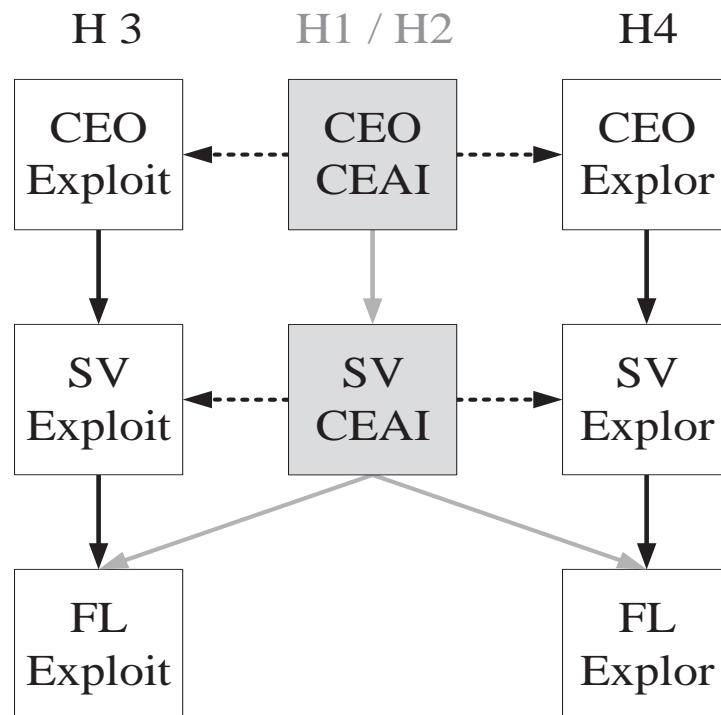 H 3
H1 / H2
H4
CEO
Exploit
CEO
CEAI
CEO
Explor
SV
Exploit
SV
CEAI
SV
Explor
FL
Exploit
FL
Explor